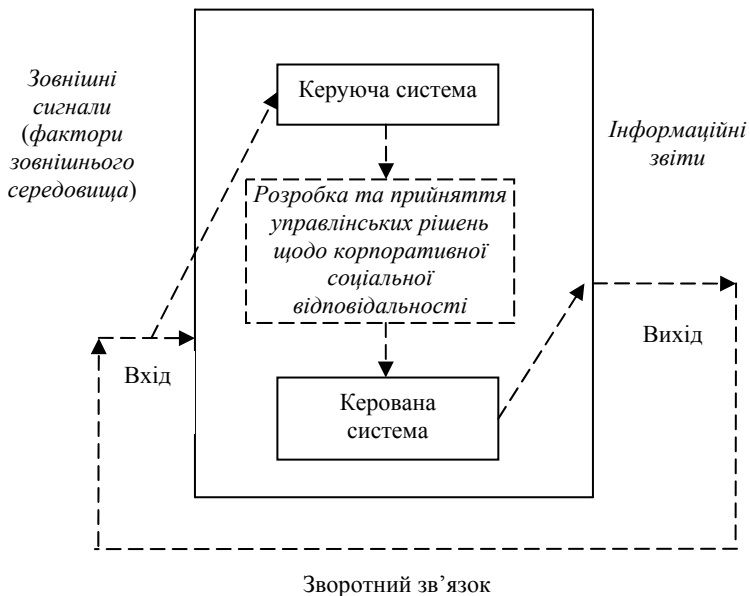 Зовнішні
сигнали
(фактори
зовнішнього
середовища)
Керуюча система
Інформаційні
звіти
Розробка та прийняття
управлінських рішень
щодо корпоративної
соціальної
відповідальності
Вхід
Вихід
Керована
система
Зворотний зв’язок